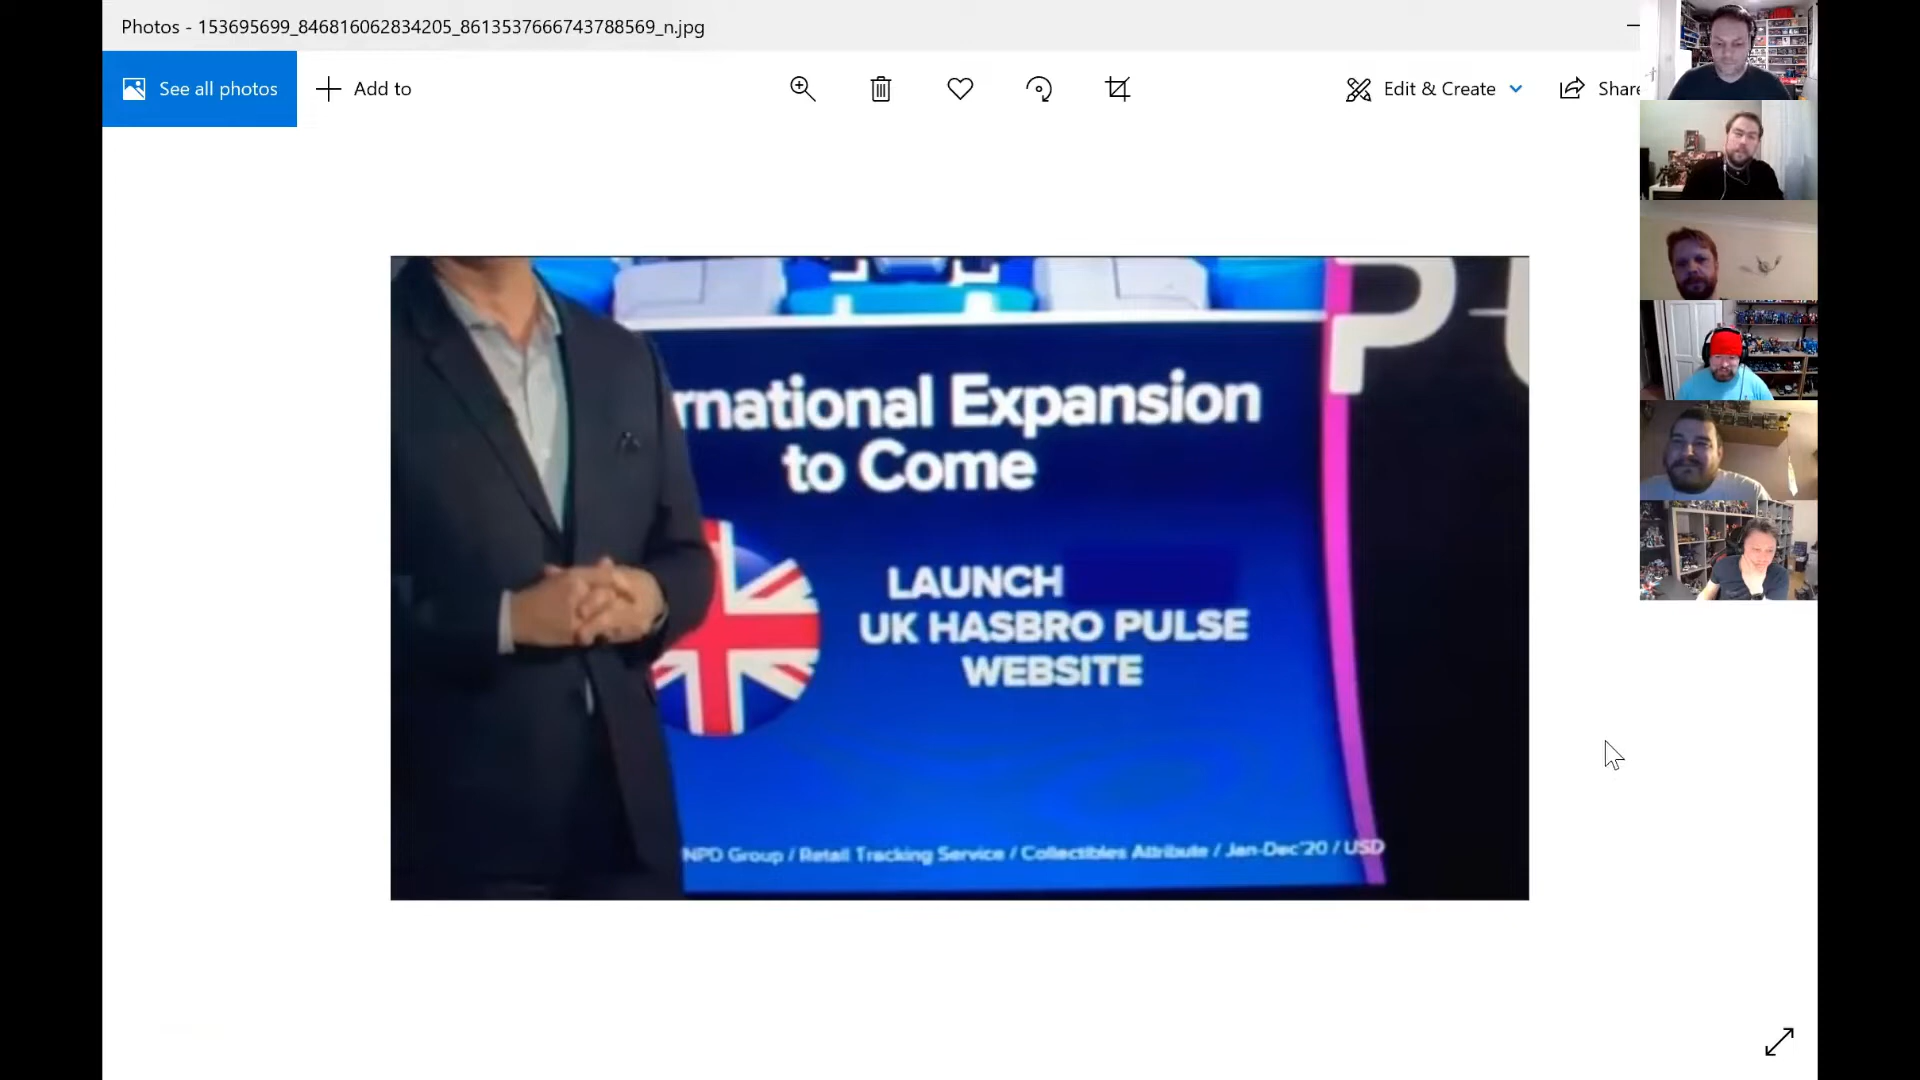 Photos - 153695699_846816062834205_8613537666743788569_n.jpg
See all photos
Add to
Edit & Create
Share
rnational Expansion
to Come
LAUNCH
UK HASBRO PULSE
WEBSITE
NPD Group / Retail Tracking Service / Collectibles Attribute / Jan-Dec'20 / USD